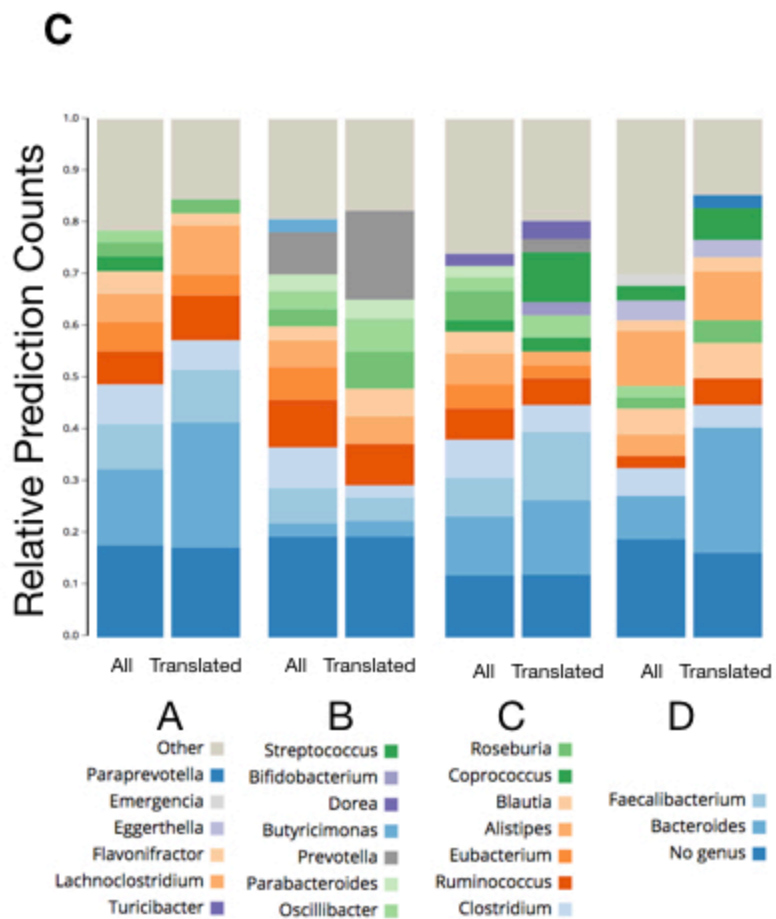 C
Relative Prediction Counts
1.0
0.9
0.8
0.7
0.6
0.5
0.4
0.3
0.2
0.1
0.0
All Translated All Translated All Translated All Translated
A B C D
Other
Paraprevotella
Emergencia
Eggerthella
Flavonifractor
Lachnoclostridium
Turicibacter
Streptococcus
Bifidobacterium
Dorea
Butyricimonas
Prevotella
Parabacteroides
Oscillibacter
Roseburia
Coprococcus
Blautia
Alistipes
Eubacterium
Ruminococcus
Clostridium
Faecalibacterium
Bacteroides
No genus